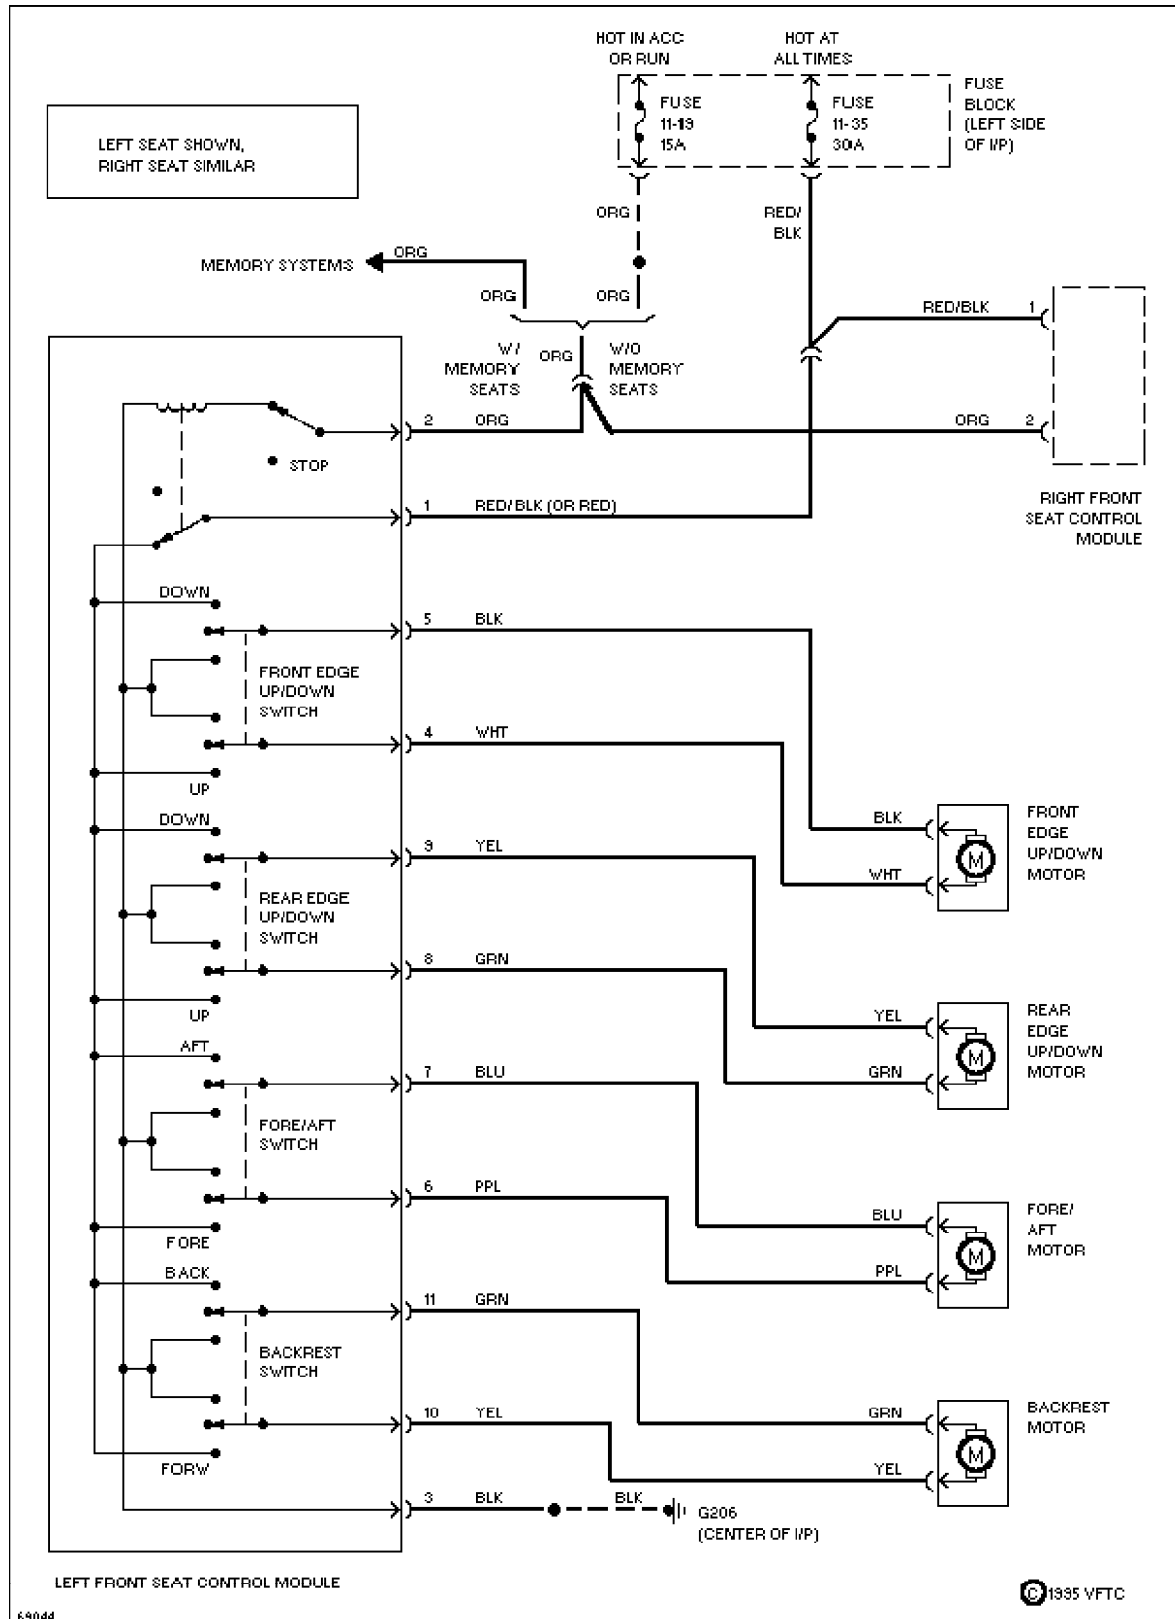 HOT IN ACC
OR RUN
HOT AT
ALL TIMES
FUSE
11-19
15A
FUSE
11-35
30A
FUSE
BLOCK
(LEFT SIDE
OF I/P)
LEFT SEAT SHOWN,
RIGHT SEAT SIMILAR
ORG
RED/
BLK
MEMORY SYSTEMS
ORG
ORG
ORG
RED/BLK
1
W/
MEMORY
SEATS
ORG
W/O
MEMORY
SEATS
2
ORG
ORG
2
STOP
1
RED/BLK (OR RED)
RIGHT FRONT
SEAT CONTROL
MODULE
DOWN
5
BLK
FRONT EDGE
UP/DOWN
SWITCH
4
WHT
UP
DOWN
BLK
WHT
FRONT
EDGE
UP/DOWN
MOTOR
M
9
YEL
REAR EDGE
UP/DOWN
SWITCH
8
GRN
UP
YEL
GRN
REAR
EDGE
UP/DOWN
MOTOR
M
AFT
7
BLU
FORE/AFT
SWITCH
6
PPL
FORE
BLU
PPL
FORE/
AFT
MOTOR
M
BACK
11
GRN
BACKREST
SWITCH
10
YEL
FORW
GRN
YEL
BACKREST
MOTOR
M
3
BLK
BLK
G206
(CENTER OF I/P)
LEFT FRONT SEAT CONTROL MODULE
© 1995 VFTC
69044